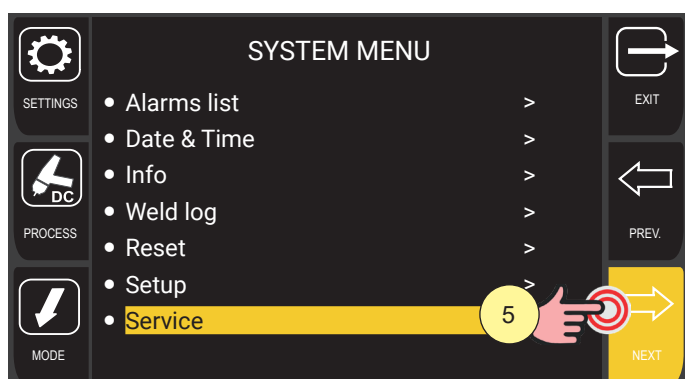 SYSTEM MENU
SETTINGS
EXIT
• Alarms list >
• Date & Time >
• Info >
DC
PROCESS
PREV.
• Weld log >
• Reset >
• Setup >
• Service
5
MODE
NEXT